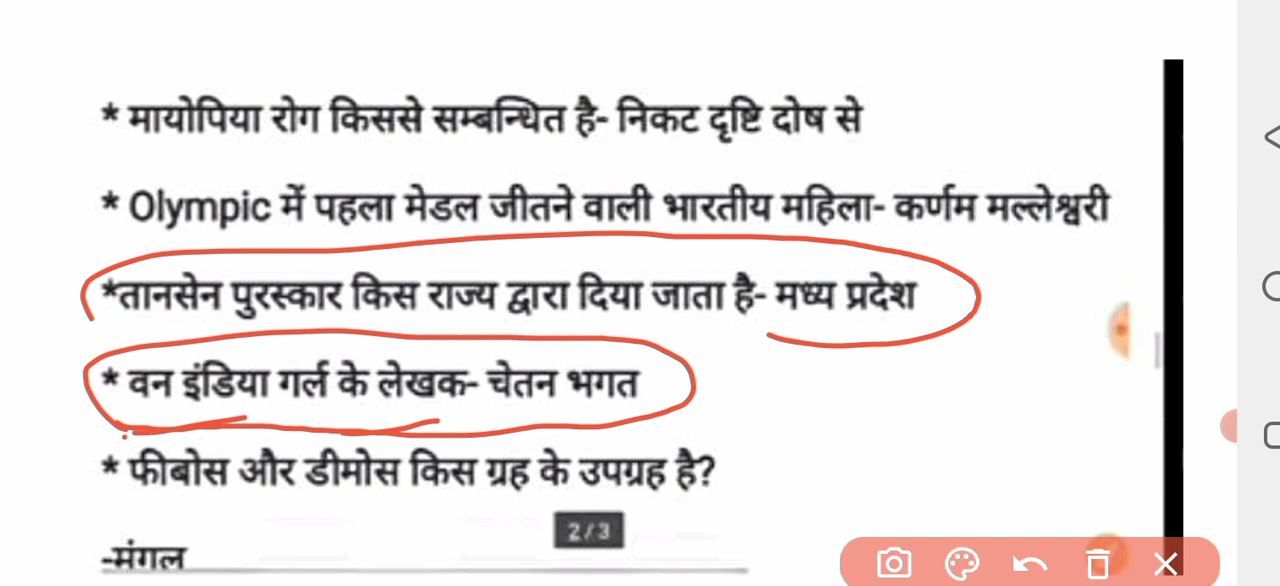 * मायोपिया रोग किससे सम्बन्धित है- निकट दृष्टि दोष से
* Olympic में पहला मेडल जीतने वाली भारतीय महिला- कर्णम मल्लेश्वरी
*तानसेन पुरस्कार किस राज्य द्वारा दिया जाता है- मध्य प्रदेश
* वन इंडिया गर्ल के लेखक- चेतन भगत
* फीबोस और डीमोस किस ग्रह के उपग्रह है?
2/3
-मंगल